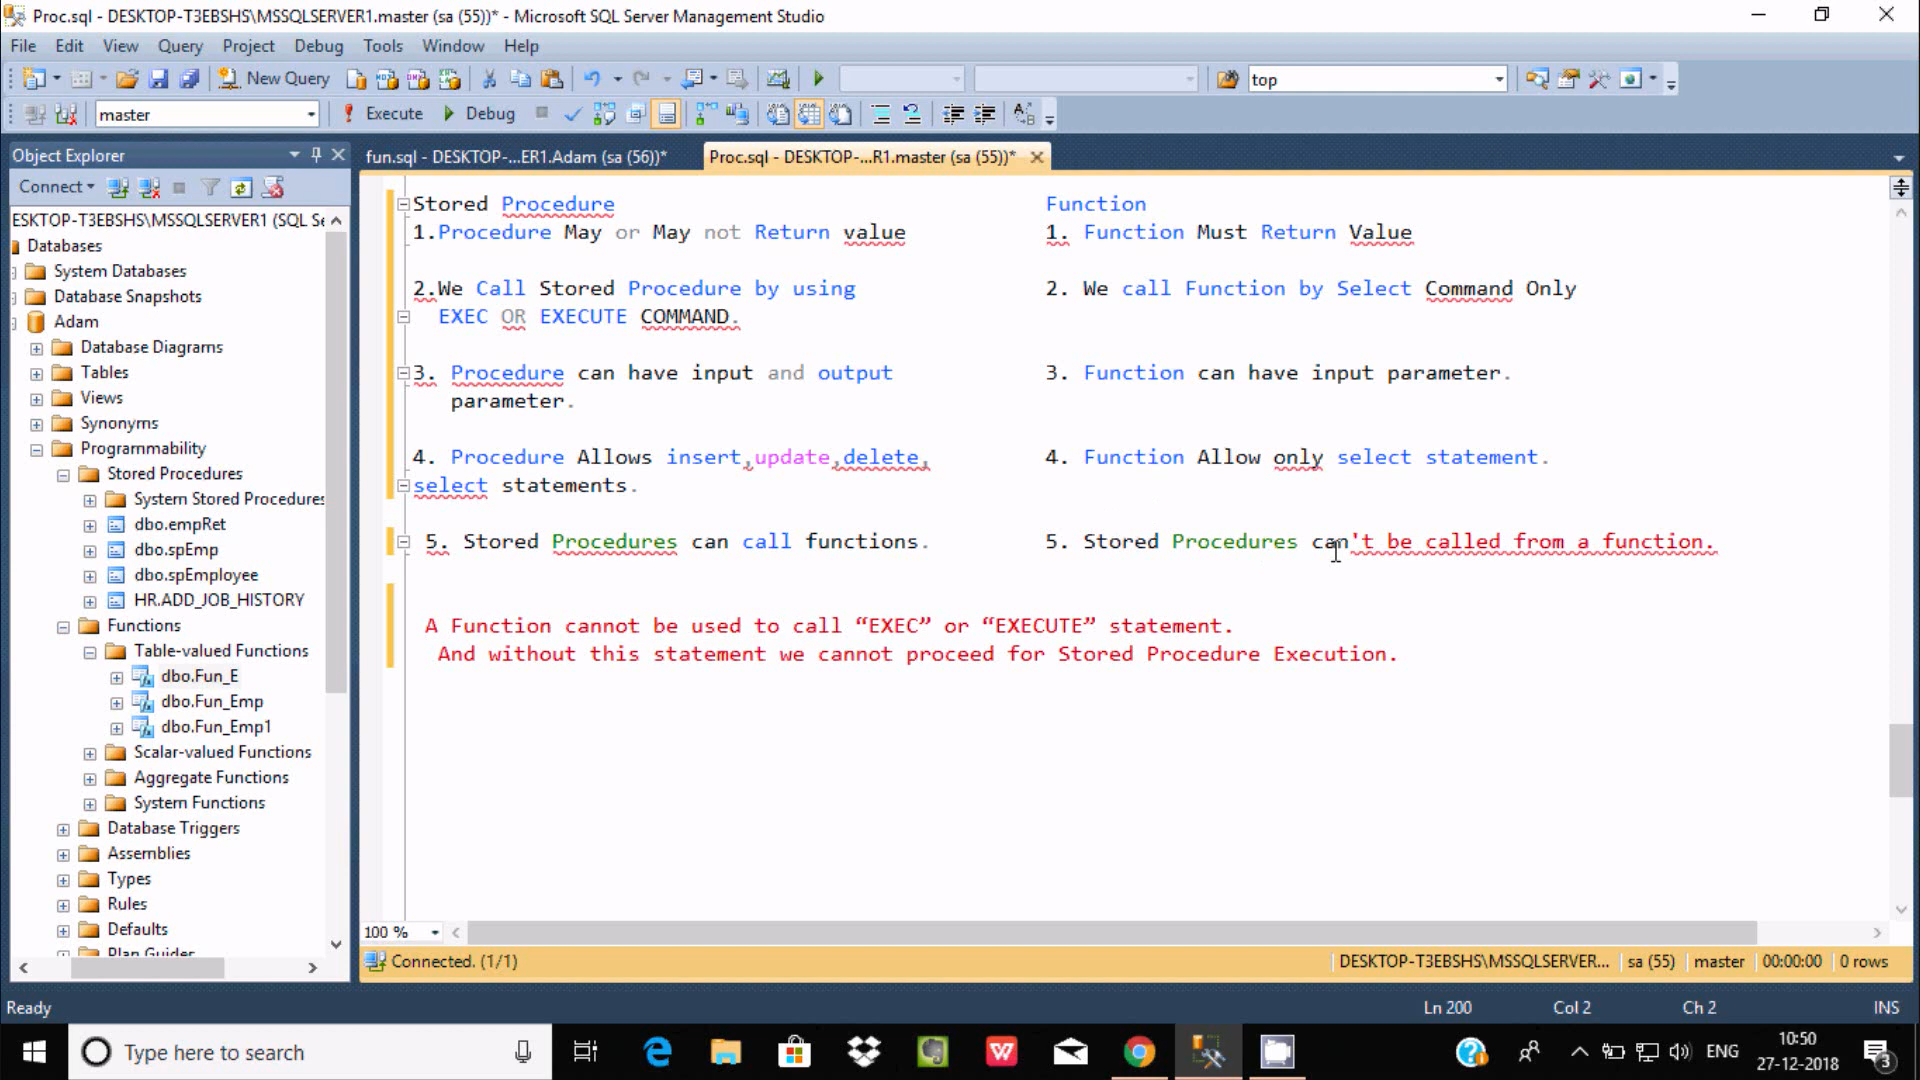 Proc.sql - DESKTOP-T3EBSHS\MSSQLSERVER1.master (sa (55))* - Microsoft SQL Server Management Studio
File Edit View Query Project Debug Tools Window Help
New Query top
master Execute Debug
Object Explorer
fun.sql - DESKTOP-...ER1.Adam (sa (56))* Proc.sql - DESKTOP-...R1.master (sa (55))*
Connect
ESKTOP-T3EBSHS\MSSQLSERVER1 (SQL Se
Databases
System Databases
Database Snapshots
Adam
Database Diagrams
Tables
Views
Synonyms
Programmability
Stored Procedures
System Stored Procedures
dbo.empRet
dbo.spEmp
dbo.spEmployee
HR.ADD_JOB_HISTORY
Functions
Table-valued Functions
dbo.Fun_E
dbo.Fun_Emp
dbo.Fun_Emp1
Scalar-valued Functions
Aggregate Functions
System Functions
Database Triggers
Assemblies
Types
Rules
Defaults
Plan Guides
Stored Procedure Function
1.Procedure May or May not Return value 1. Function Must Return Value
2.We Call Stored Procedure by using 2. We call Function by Select Command Only
EXEC OR EXECUTE COMMAND.
3. Procedure can have input and output 3. Function can have input parameter.
parameter.
4. Procedure Allows insert,update,delete, 4. Function Allow only select statement.
select statements.
5. Stored Procedures can call functions. 5. Stored Procedures can't be called from a function.
A Function cannot be used to call “EXEC” or “EXECUTE” statement.
And without this statement we cannot proceed for Stored Procedure Execution.
100 %
Connected. (1/1) DESKTOP-T3EBSHS\MSSQLSERVER... sa (55) master 00:00:00 0 rows
Ready Ln 200 Col 2 Ch 2 INS
Type here to search ENG 10:50
27-12-2018
3